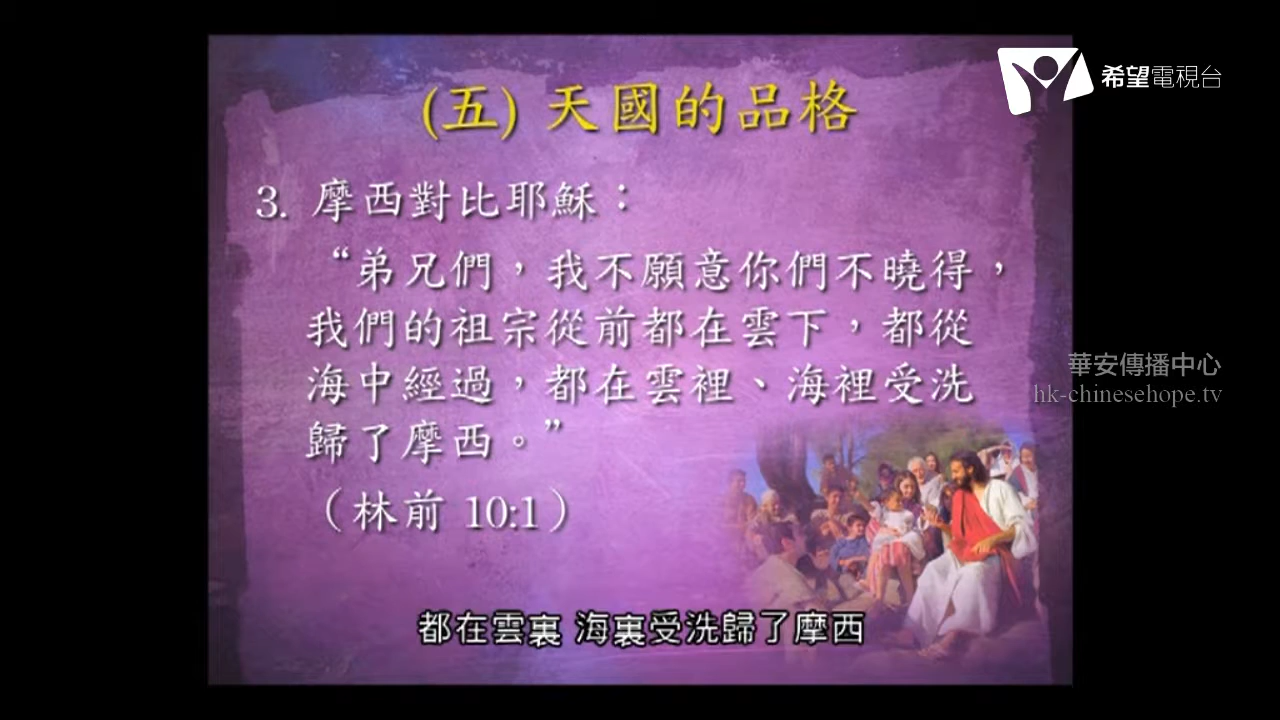 希望電視台
(五) 天國的品格
3. 摩西對比耶穌：
“弟兄們，我不願意你們不曉得，
我們的祖宗從前都在雲下，都從
海中經過，都在雲裡、海裡受洗
歸了摩西。”
（林前 10:1）
華安傳播中心
hk-chinesehope.tv
都在雲裏 海裏受洗歸了摩西